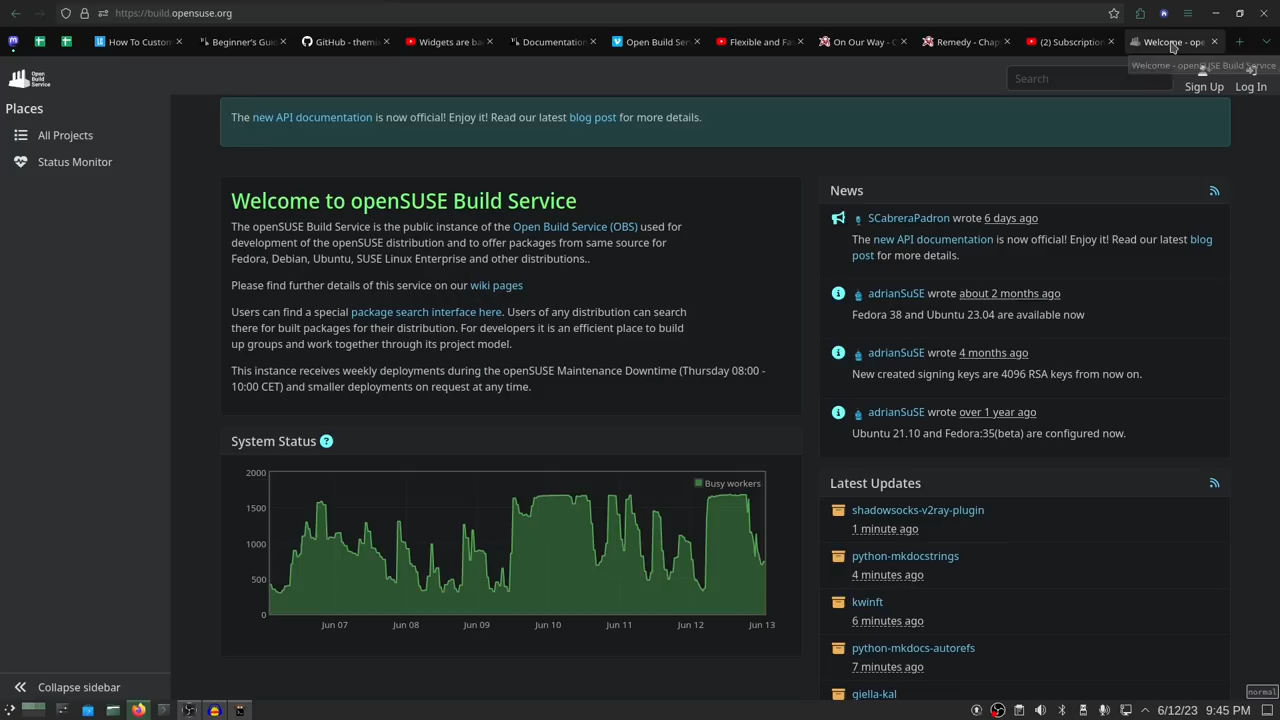 https://build.opensuse.org
How To Custom
Beginner's Gui
GitHub - themix
Widgets are ba
Documentation
Open Build Ser
Flexible and Fa
On Our Way - C
Remedy - Chap
(2) Subscription
Welcome - ope
Welcome - openSUSE Build Service
Open
Build
Service
Search
Sign Up
Log In
Places
All Projects
Status Monitor
The new API documentation is now official! Enjoy it! Read our latest blog post for more details.
Welcome to openSUSE Build Service
The openSUSE Build Service is the public instance of the Open Build Service (OBS) used for
development of the openSUSE distribution and to offer packages from same source for
Fedora, Debian, Ubuntu, SUSE Linux Enterprise and other distributions..
Please find further details of this service on our wiki pages
Users can find a special package search interface here. Users of any distribution can search
there for built packages for their distribution. For developers it is an efficient place to build
up groups and work together through its project model.
This instance receives weekly deployments during the openSUSE Maintenance Downtime (Thursday 08:00 -
10:00 CET) and smaller deployments on request at any time.
System Status
2000
1500
1000
500
0
Busy workers
Jun 07
Jun 08
Jun 09
Jun 10
Jun 11
Jun 12
Jun 13
News
SCabreraPadron wrote 6 days ago
The new API documentation is now official! Enjoy it! Read our latest blog
post for more details.
adrianSuSE wrote about 2 months ago
Fedora 38 and Ubuntu 23.04 are available now
adrianSuSE wrote 4 months ago
New created signing keys are 4096 RSA keys from now on.
adrianSuSE wrote over 1 year ago
Ubuntu 21.10 and Fedora:35(beta) are configured now.
Latest Updates
shadowsocks-v2ray-plugin
1 minute ago
python-mkdocstrings
4 minutes ago
kwinft
6 minutes ago
python-mkdocs-autorefs
7 minutes ago
giella-kal
Collapse sidebar
normal
6/12/23
9:45 PM